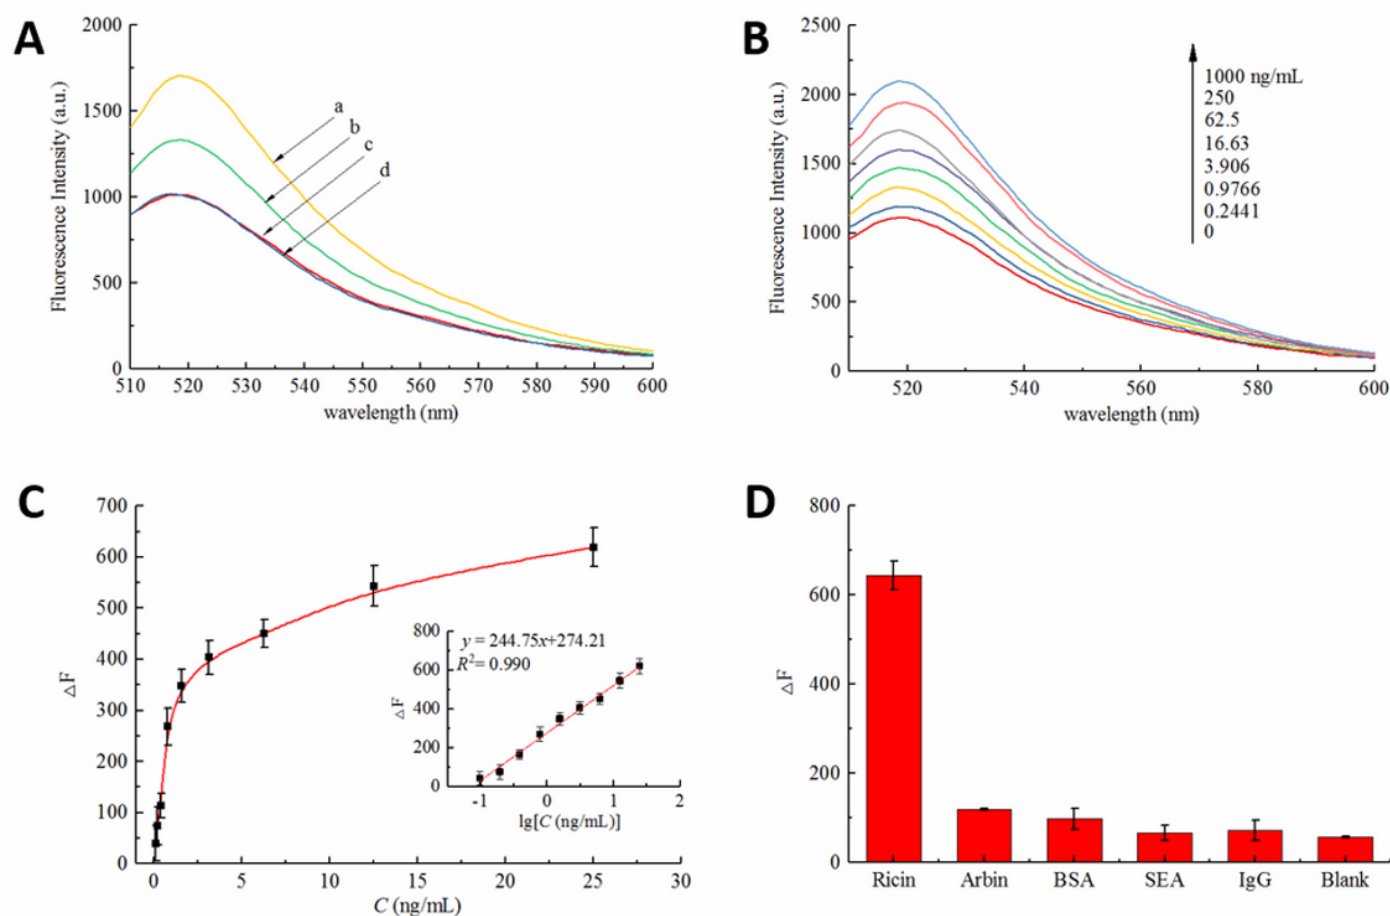 A
2000
1500
1000
500
0
Fluorescence Intensity (a.u.)
a
b
c
d
510 520 530 540 550 560 570 580 590 600
wavelength (nm)
B
2500
2000
1500
1000
500
0
Fluorescence Intensity (a.u.)
1000 ng/mL
250
62.5
16.63
3.906
0.9766
0.2441
0
520 540 560 580 600
wavelength (nm)
C
700
600
500
400
300
200
100
0
△F
0 5 10 15 20 25 30
C (ng/mL)
y = 244.75x+274.21
R²= 0.990
800
600
400
200
0
△F
-1 0 1 2
lg[C (ng/mL)]
D
800
600
400
200
0
△F
Ricin Arbin BSA SEA IgG Blank